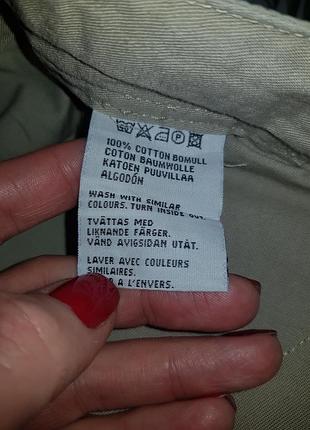 100% COTTON BOMULL
COTON BAUMWOLLE
KATOEN PUUVILLAA
ALGODÓN
WASH WITH SIMILAR
COLOURS. TURN INSIDE OUT.
TVÄTTAS MED
LIKNANDE FÄRGER.
VÄND AVIGSIDAN UTÅT.
LAVER AVEC COULEURS
SIMILAIRES.
A L'ENVERS.